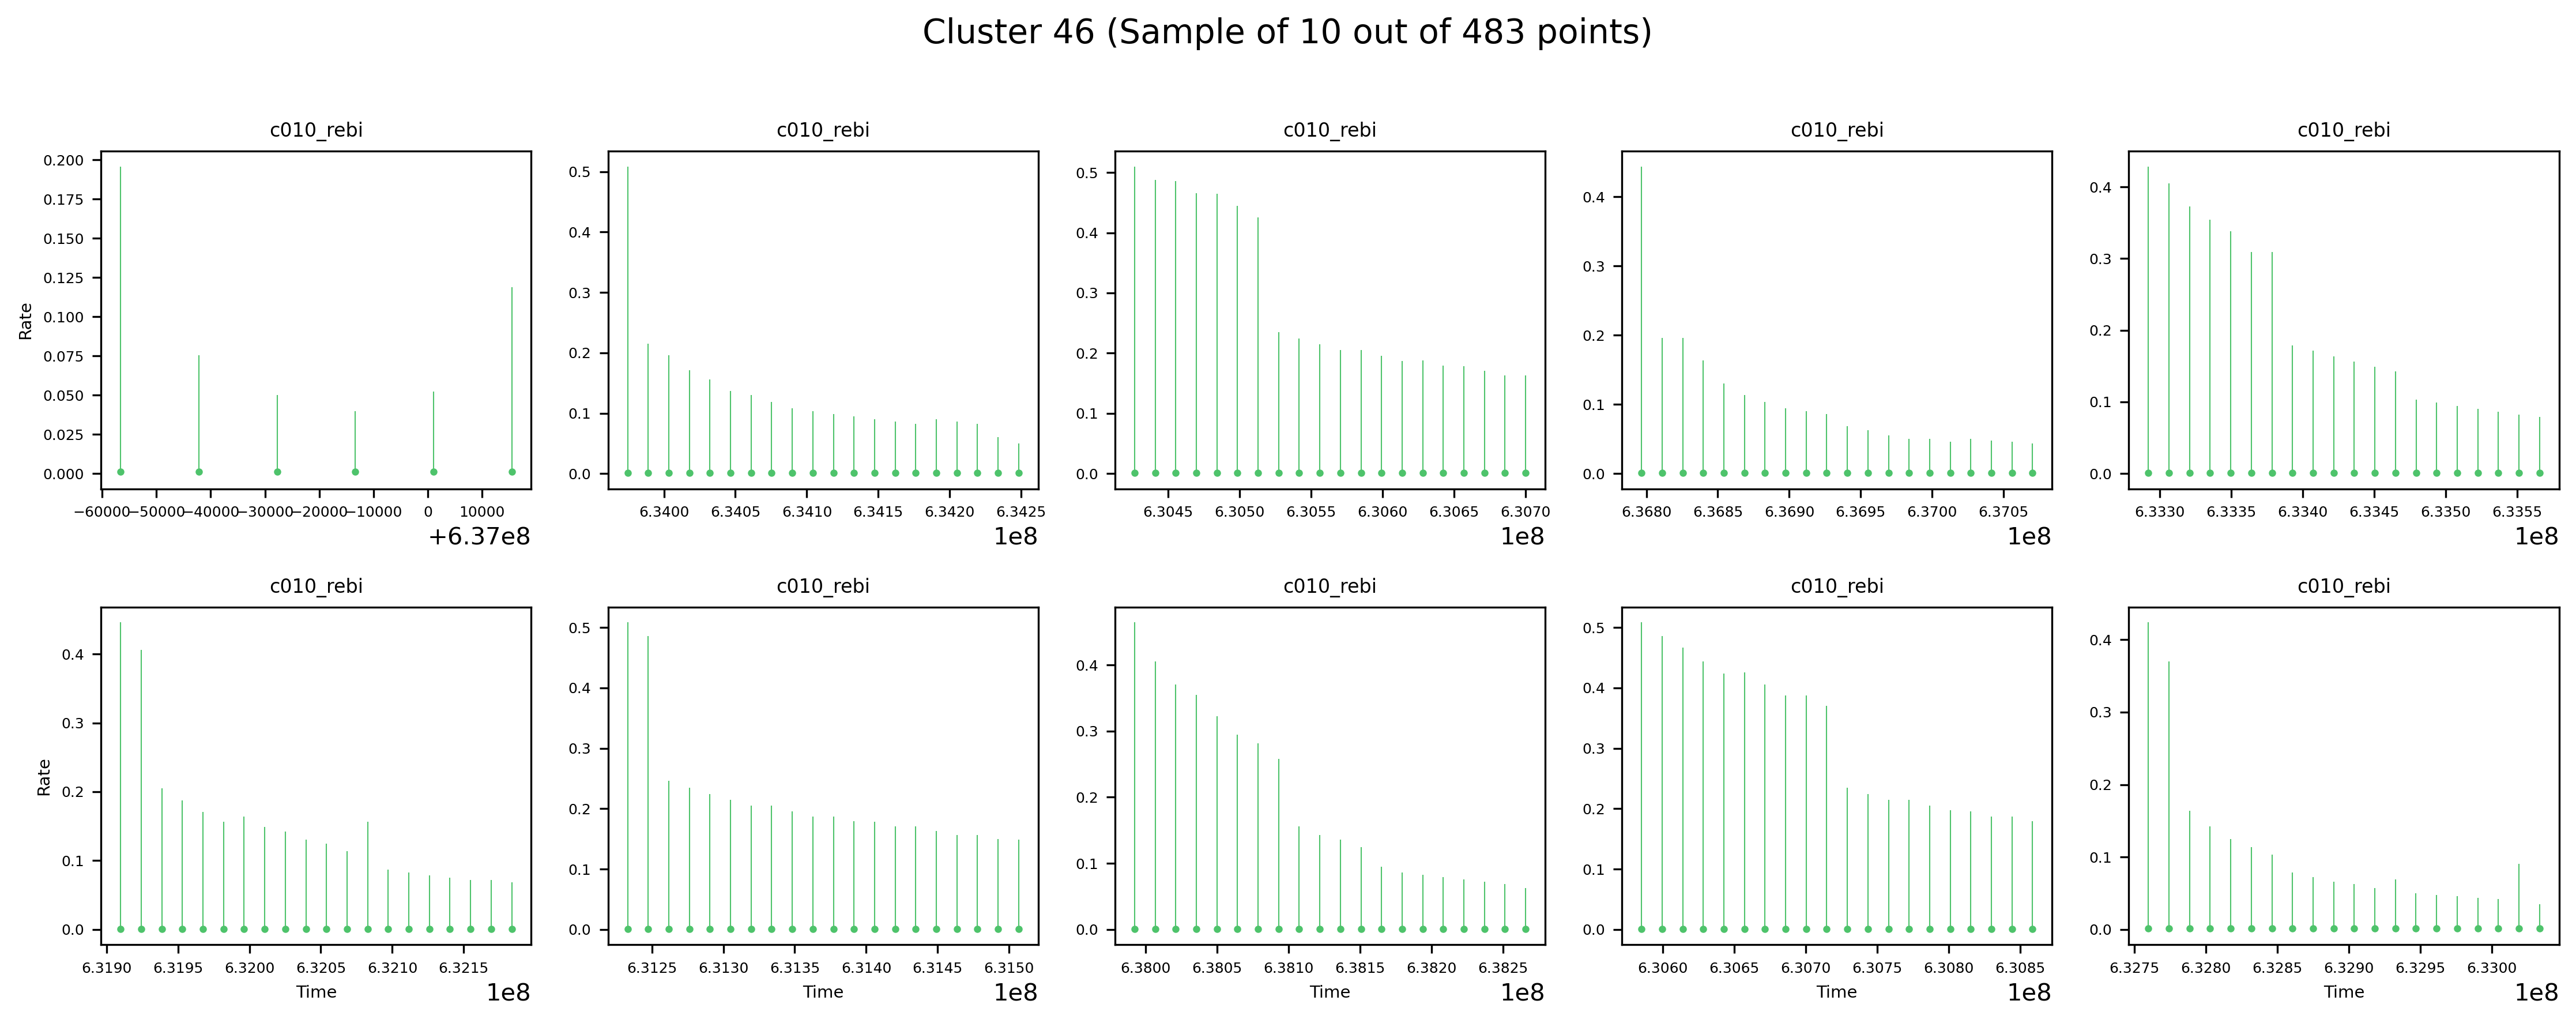 Cluster 46 (Sample of 10 out of 483 points)
c010_rebi c010_rebi c010_rebi c010_rebi c010_rebi
Rate
0.200
0.175
0.150
0.125
0.100
0.075
0.050
0.025
0.000
−60000 −50000 −40000 −30000 −20000 −10000 0 10000
+6.37e8
0.5
0.4
0.3
0.2
0.1
0.0
6.3400 6.3405 6.3410 6.3415 6.3420 6.3425
1e8
0.5
0.4
0.3
0.2
0.1
0.0
6.3045 6.3050 6.3055 6.3060 6.3065 6.3070
1e8
0.4
0.3
0.2
0.1
0.0
6.3680 6.3685 6.3690 6.3695 6.3700 6.3705
1e8
0.4
0.3
0.2
0.1
0.0
6.3330 6.3335 6.3340 6.3345 6.3350 6.3355
1e8
c010_rebi c010_rebi c010_rebi c010_rebi c010_rebi
Rate
0.4
0.3
0.2
0.1
0.0
6.3190 6.3195 6.3200 6.3205 6.3210 6.3215
Time
1e8
0.5
0.4
0.3
0.2
0.1
0.0
6.3125 6.3130 6.3135 6.3140 6.3145 6.3150
Time
1e8
0.4
0.3
0.2
0.1
0.0
6.3800 6.3805 6.3810 6.3815 6.3820 6.3825
Time
1e8
0.5
0.4
0.3
0.2
0.1
0.0
6.3060 6.3065 6.3070 6.3075 6.3080 6.3085
Time
1e8
0.4
0.3
0.2
0.1
0.0
6.3275 6.3280 6.3285 6.3290 6.3295 6.3300
Time
1e8